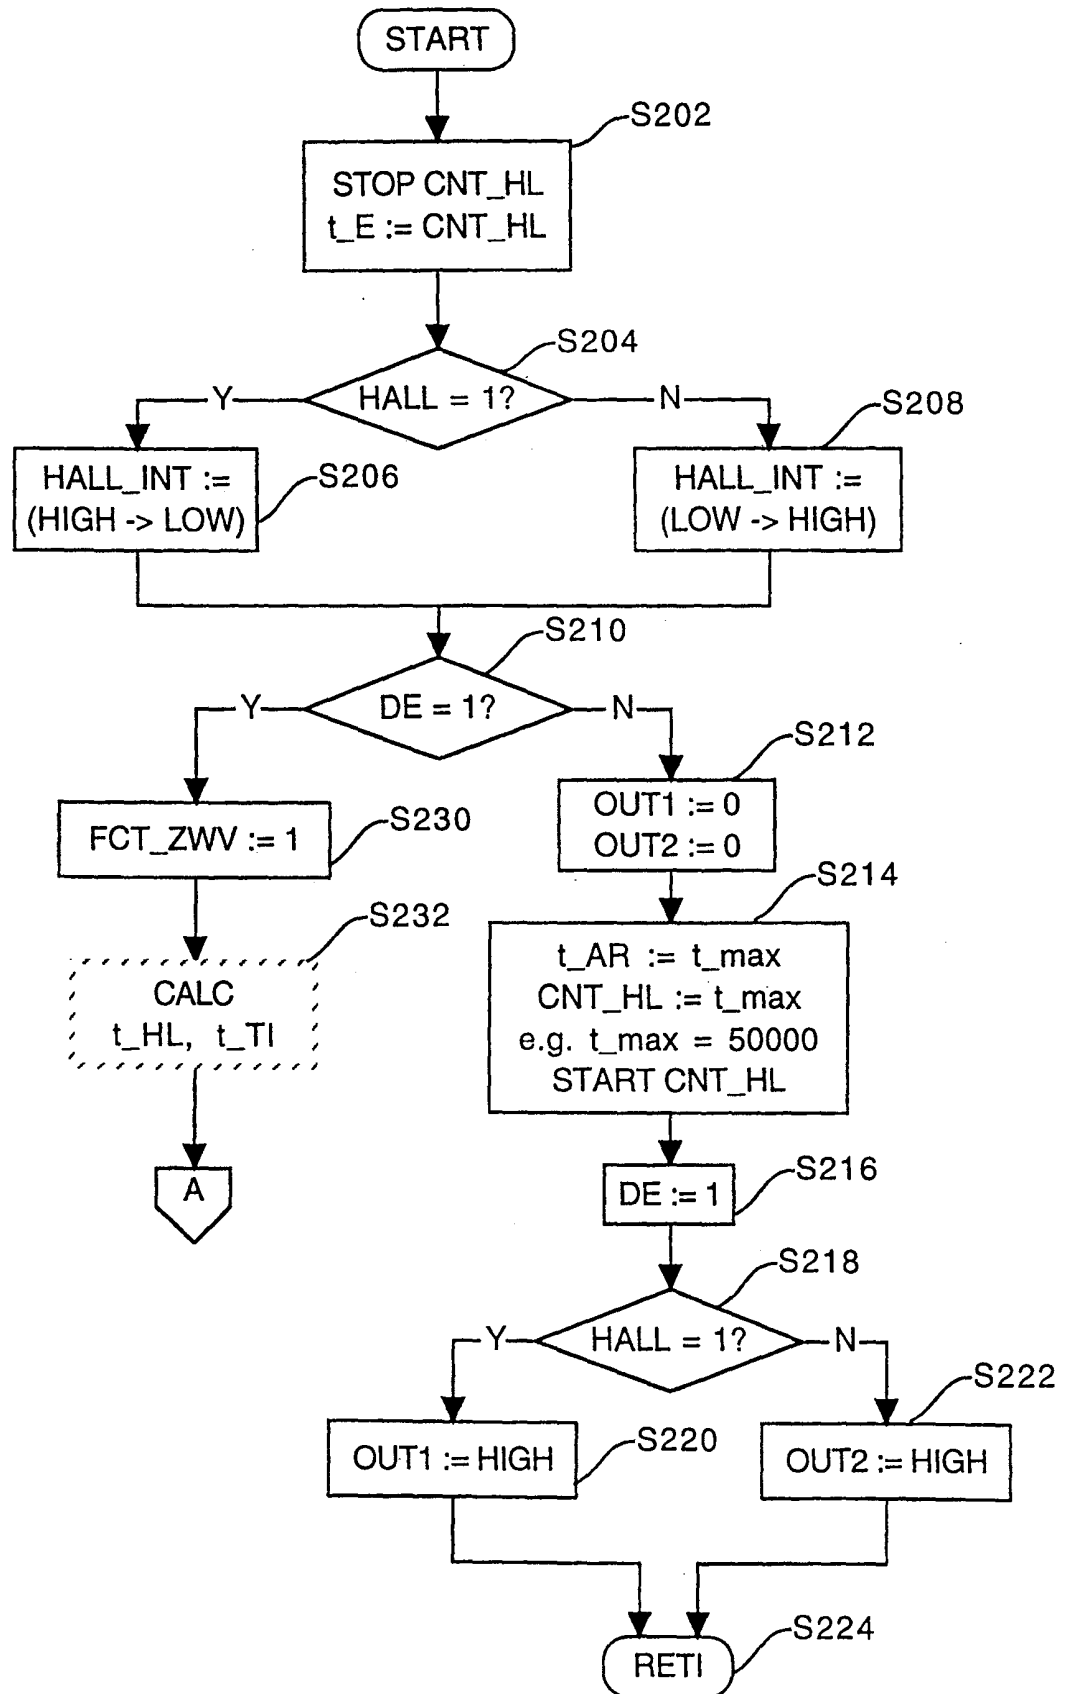 START
S202
STOP CNT_HL
t_E := CNT_HL
S204
HALL = 1?
Y
N
S206
HALL_INT :=
(HIGH -> LOW)
S208
HALL_INT :=
(LOW -> HIGH)
S210
DE = 1?
Y
N
S212
OUT1 := 0
OUT2 := 0
S230
FCT_ZWV := 1
S214
t_AR := t_max
CNT_HL := t_max
e.g. t_max = 50000
START CNT_HL
S232
CALC
t_HL, t_TI
A
S216
DE := 1
S218
HALL = 1?
Y
N
S220
OUT1 := HIGH
S222
OUT2 := HIGH
S224
RETI